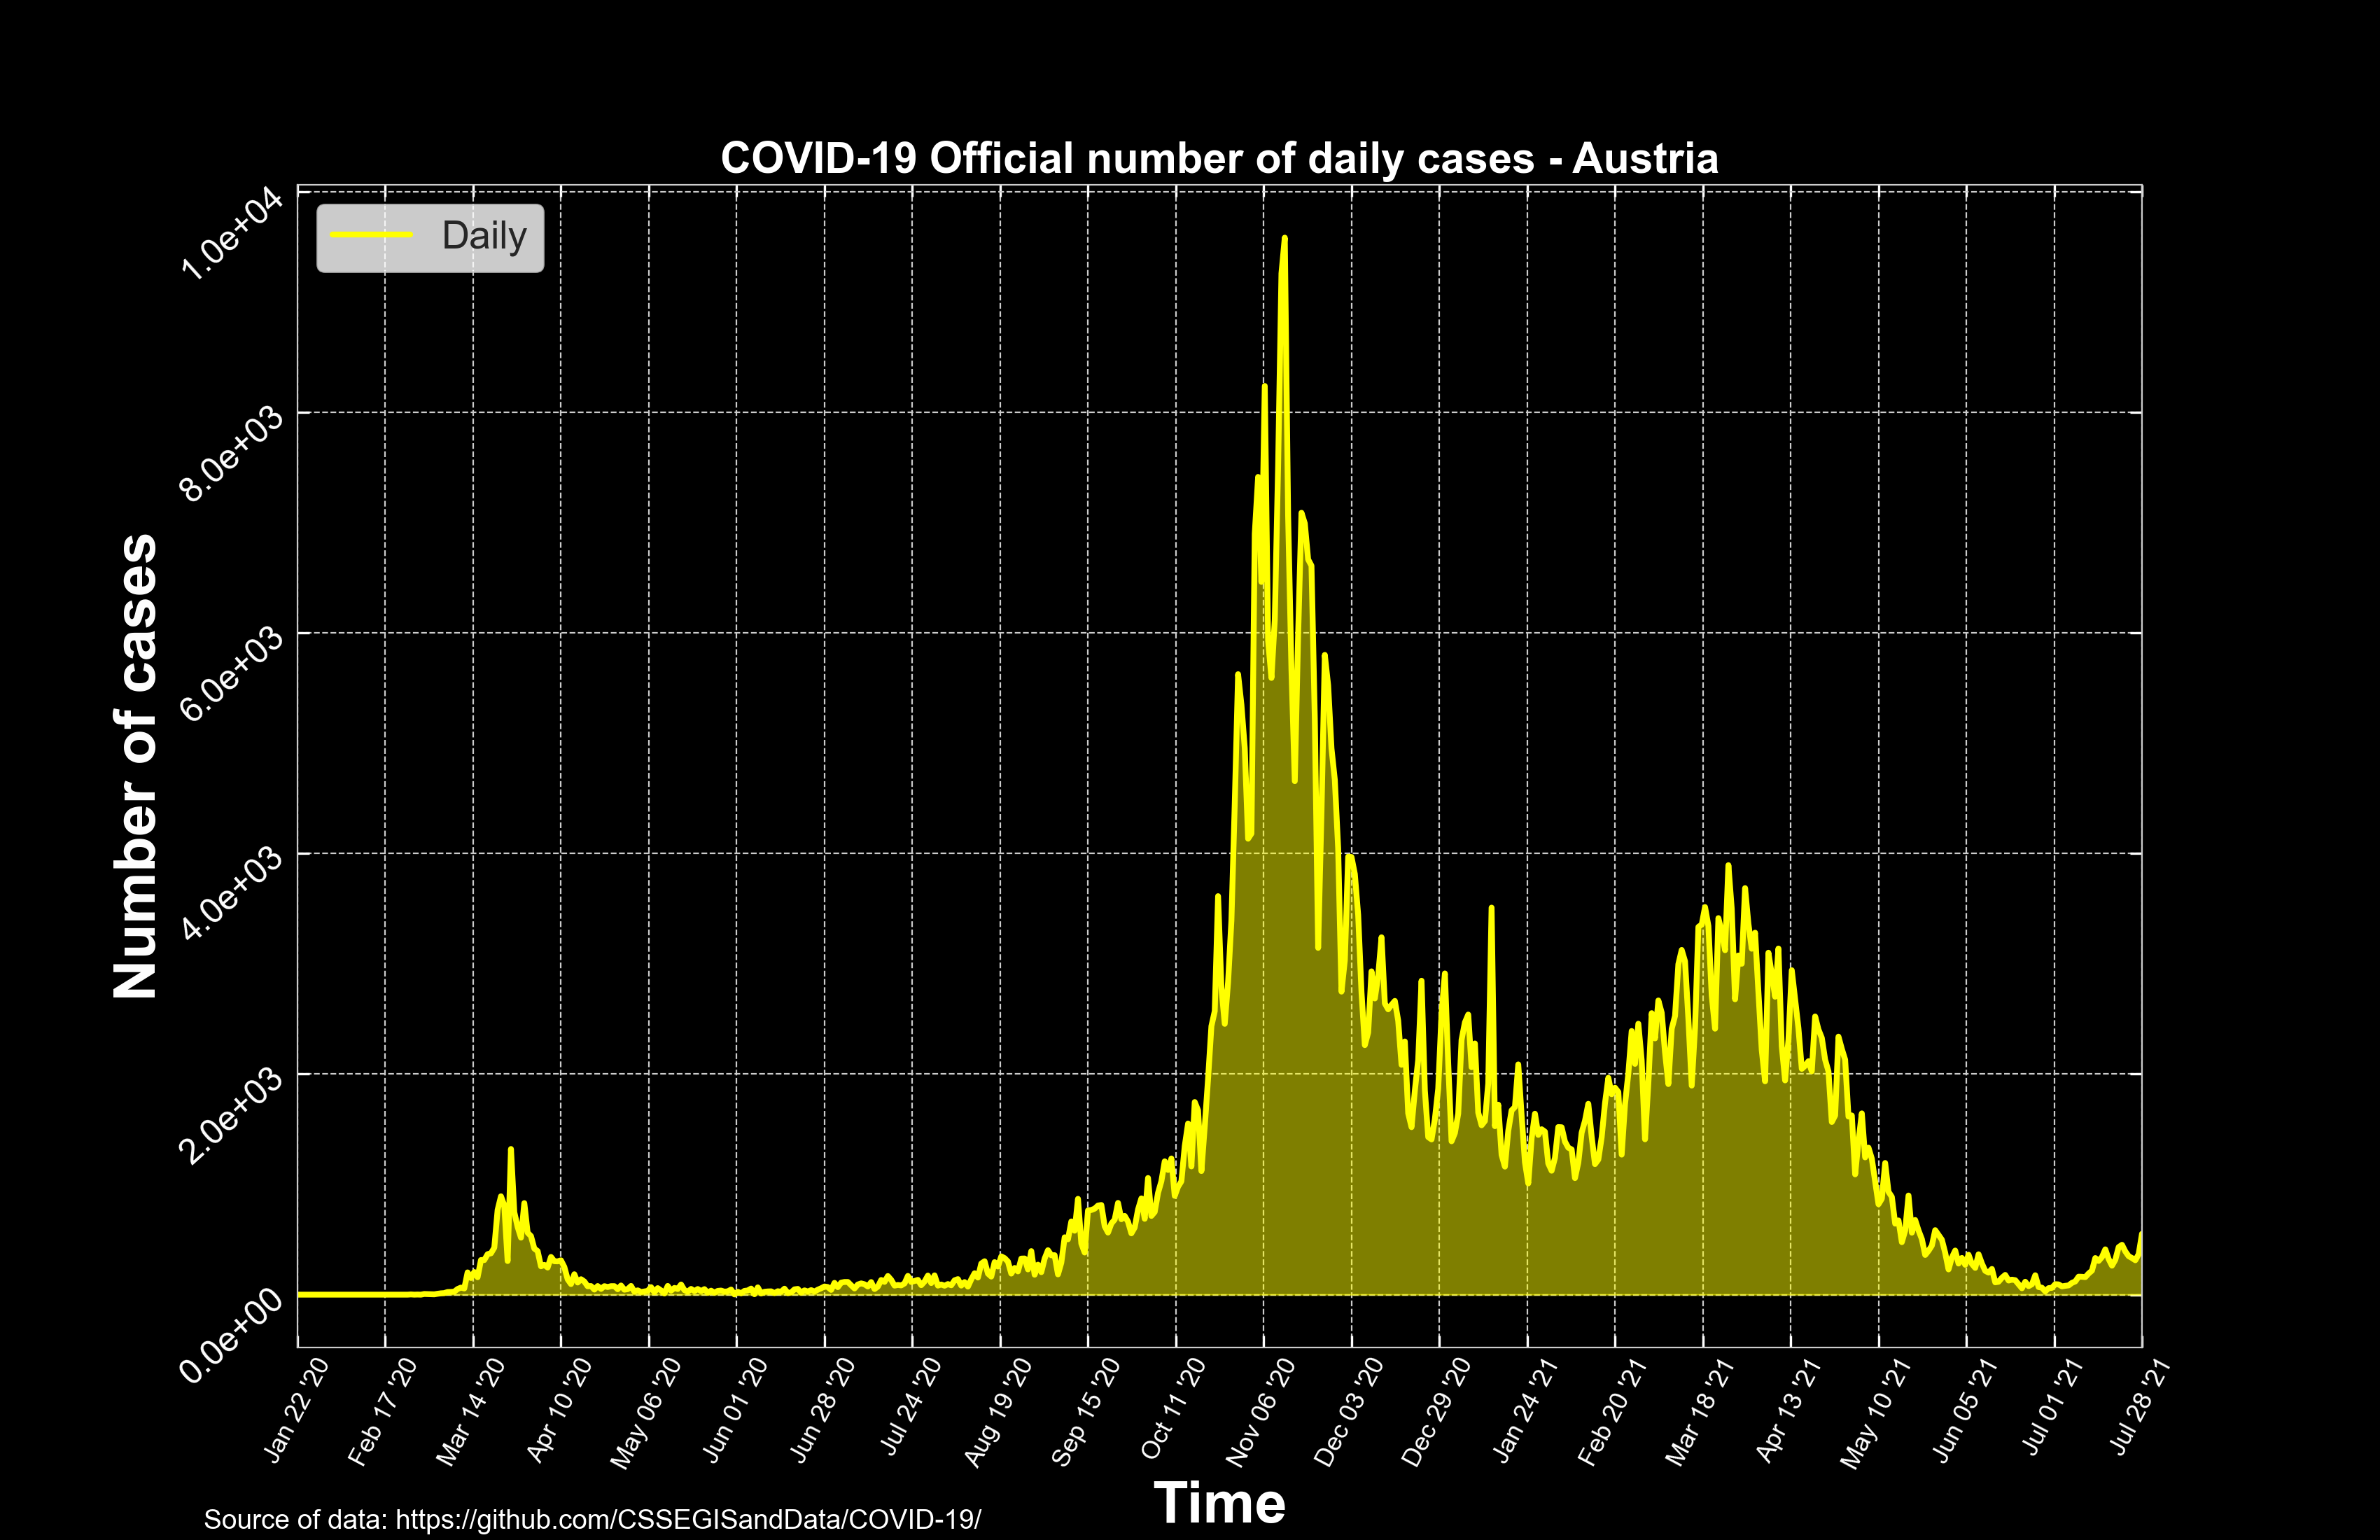 COVID-19 Official number of daily cases - Austria
Daily
Number of cases
1.0e+04
8.0e+03
6.0e+03
4.0e+03
2.0e+03
0.0e+00
Jan 22 '20
Feb 17 '20
Mar 14 '20
Apr 10 '20
May 06 '20
Jun 01 '20
Jun 28 '20
Jul 24 '20
Aug 19 '20
Sep 15 '20
Oct 11 '20
Nov 06 '20
Dec 03 '20
Dec 29 '20
Jan 24 '21
Feb 20 '21
Mar 18 '21
Apr 13 '21
May 10 '21
Jun 05 '21
Jul 01 '21
Jul 28 '21
Time
Source of data: https://github.com/CSSEGISandData/COVID-19/